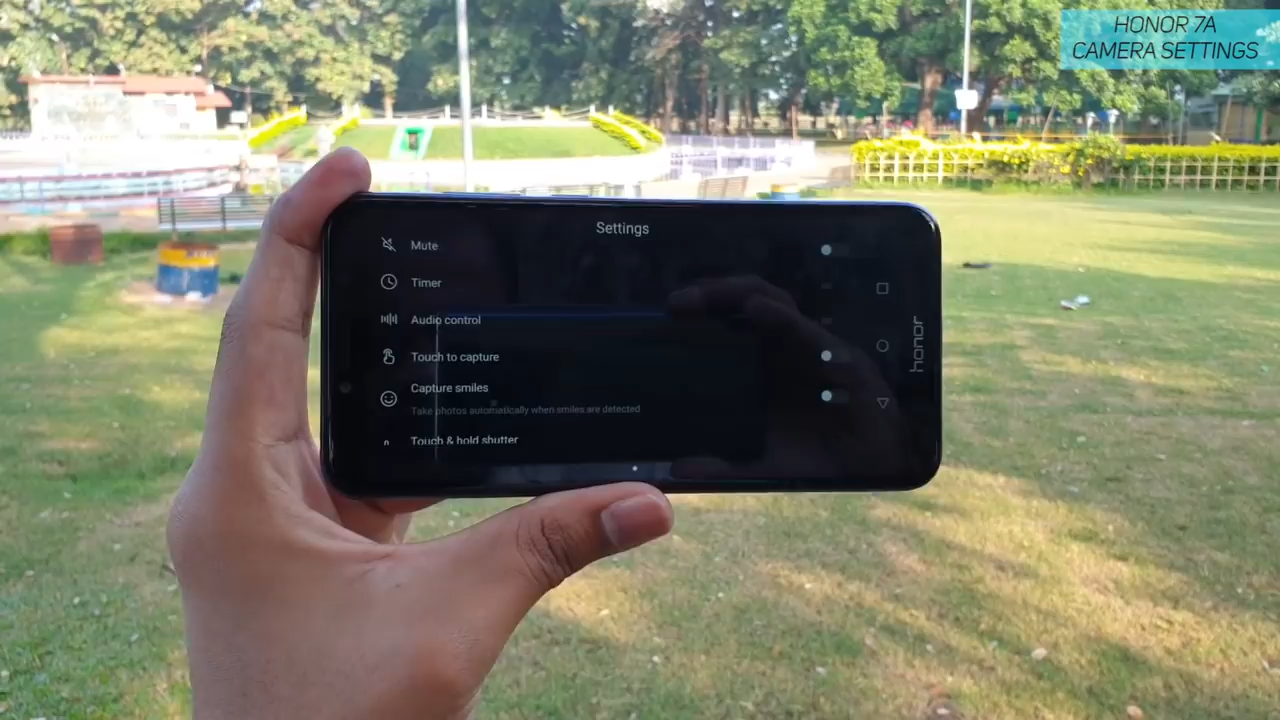 HONOR 7A
CAMERA SETTINGS
Settings
Mute
Timer
Audio control
Touch to capture
Capture smiles
Take photos automatically when smiles are detected
Touch & hold shutter
honor